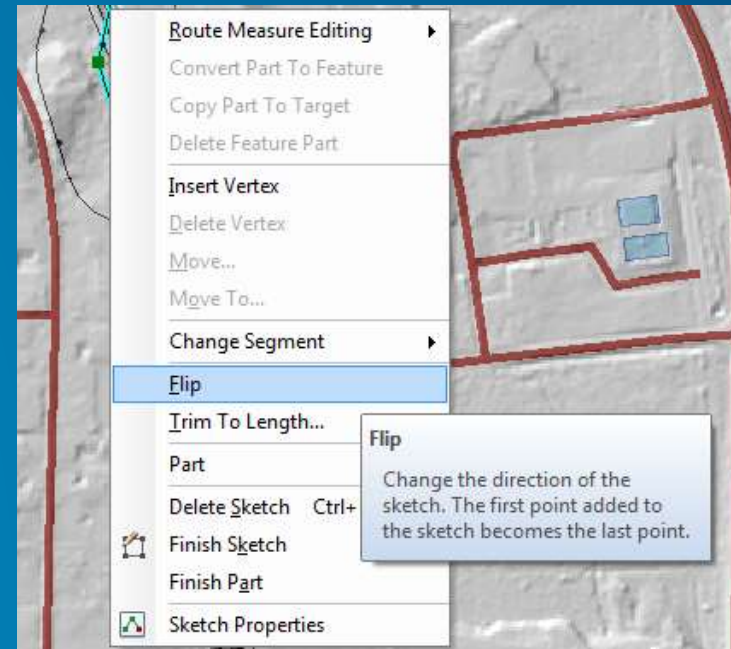 Route Measure Editing
Convert Part To Feature
Copy Part To Target
Delete Feature Part
Insert Vertex
Delete Vertex
Move...
Move To...
Change Segment
Flip
Trim To Length...
Part
Delete Sketch Ctrl+
Finish Sketch
Finish Part
Sketch Properties
Flip
Change the direction of the
sketch. The first point added to
the sketch becomes the last point.